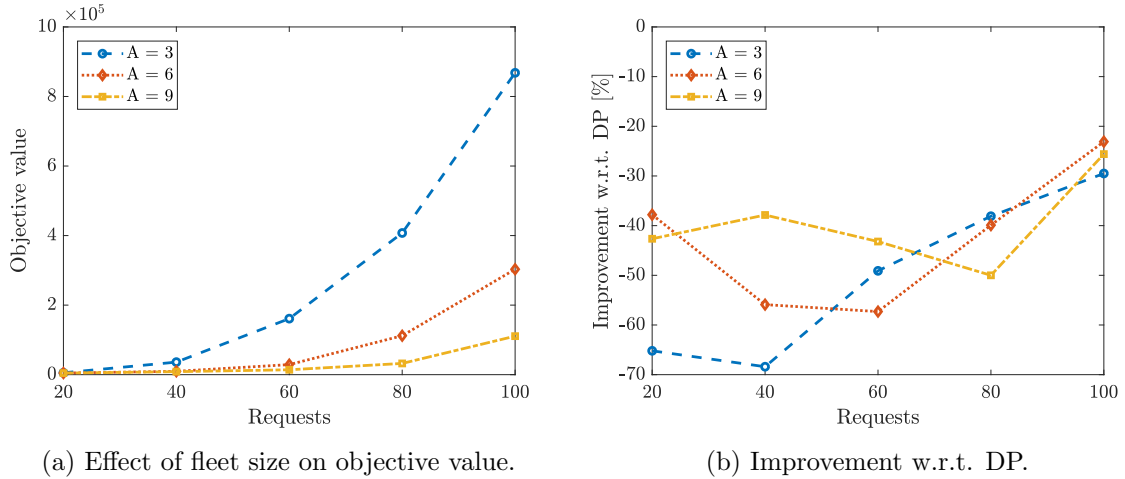 ×10⁵
10
8
6
4
2
0
Objective value
A = 3
A = 6
A = 9
20
40
60
80
100
Requests
(a) Effect of fleet size on objective value.
0
-10
-20
-30
-40
-50
-60
-70
Improvement w.r.t. DP [%]
A = 3
A = 6
A = 9
20
40
60
80
100
Requests
(b) Improvement w.r.t. DP.